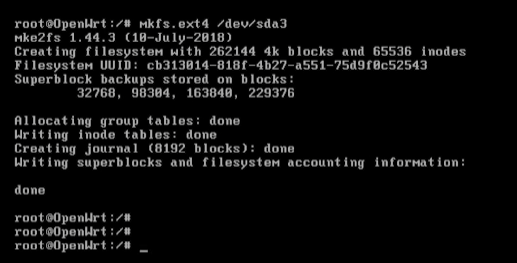 root@OpenWrt:/# mkfs.ext4 /dev/sda3
mke2fs 1.44.3 (10-July-2018)
Creating filesystem with 262144 4k blocks and 65536 inodes
Filesystem UUID: cb313014-818f-4b27-a551-75d9f0c52543
Superblock backups stored on blocks:
        32768, 98304, 163840, 229376

Allocating group tables: done
Writing inode tables: done
Creating journal (8192 blocks): done
Writing superblocks and filesystem accounting information:

done

root@OpenWrt:/#
root@OpenWrt:/#
root@OpenWrt:/# _